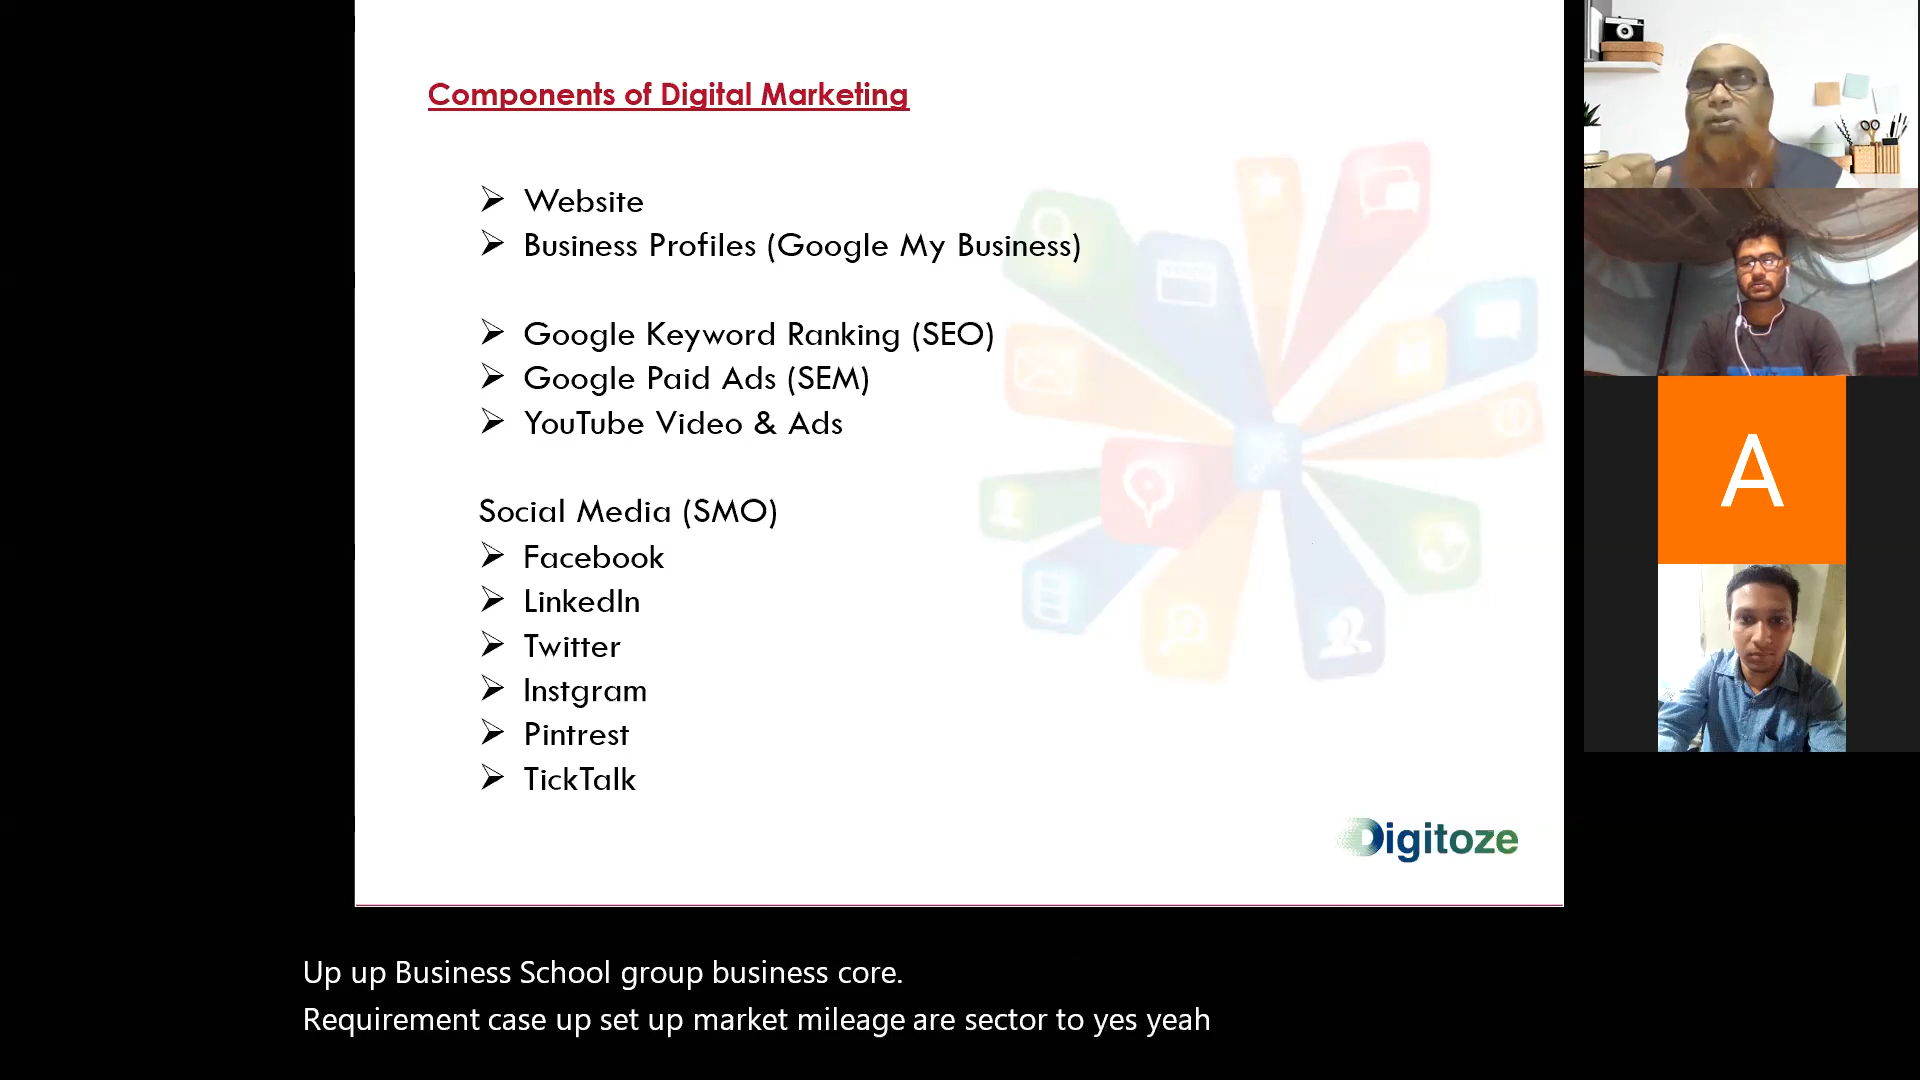 Components of Digital Marketing
Website
Business Profiles (Google My Business)
Google Keyword Ranking (SEO)
Google Paid Ads (SEM)
YouTube Video & Ads
Social Media (SMO)
Facebook
LinkedIn
Twitter
Instgram
Pintrest
TickTalk
Digitoze
A
Up up Business School group business core.
Requirement case up set up market mileage are sector to yes yeah